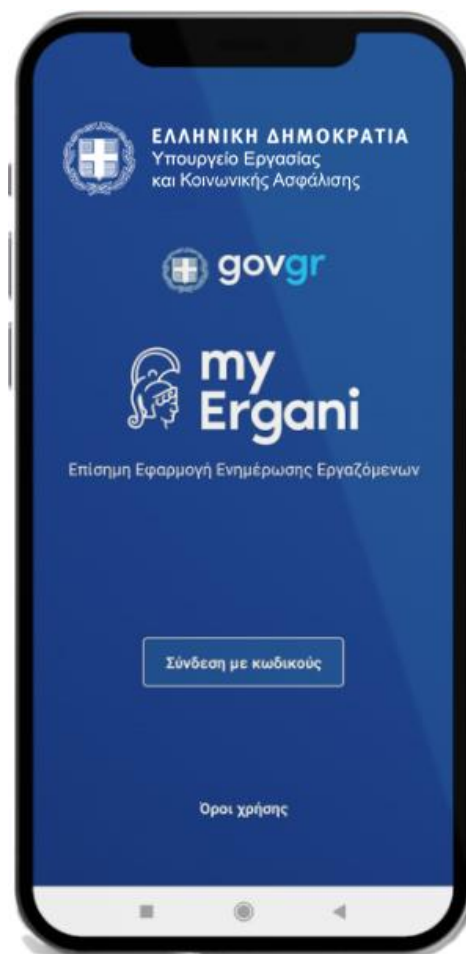 ΕΛΛΗΝΙΚΗ ΔΗΜΟΚΡΑΤΙΑ
Υπουργείο Εργασίας
και Κοινωνικής Ασφάλισης
govgr
my
Ergani
Επίσημη Εφαρμογή Ενημέρωσης Εργαζόμενων
Σύνδεση με κωδικούς
Όροι χρήσης